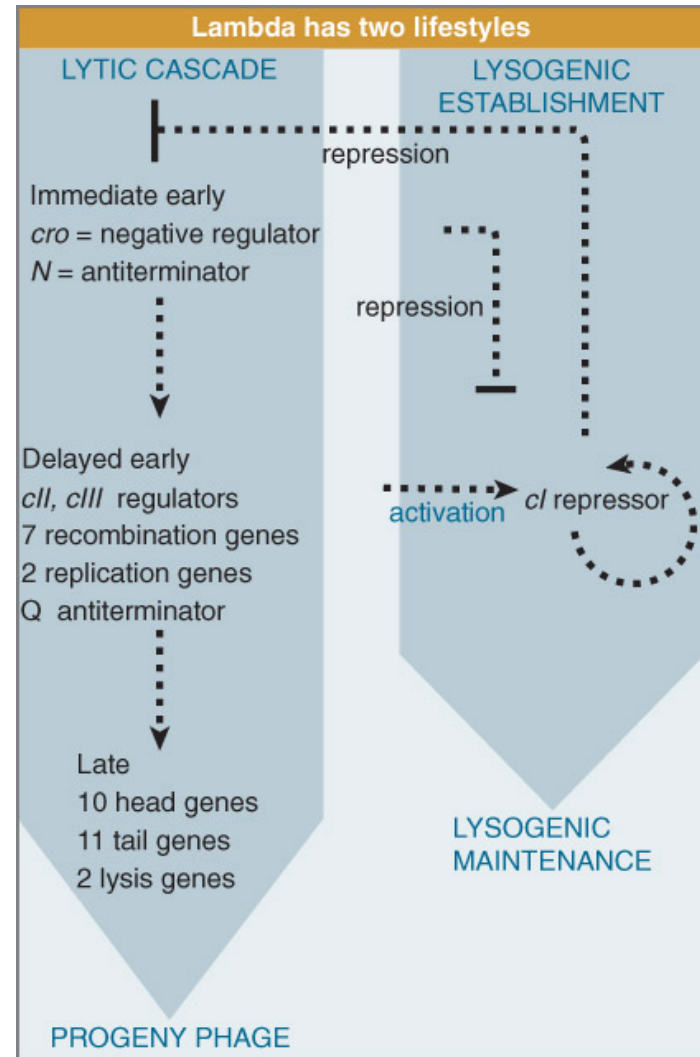 Lambda has two lifestyles
LYTIC CASCADE
LYSOGENIC
ESTABLISHMENT
repression
Immediate early
cro = negative regulator
N = antiterminator
repression
Delayed early
cII, cIII regulators
7 recombination genes
2 replication genes
Q antiterminator
activation
cI repressor
Late
10 head genes
11 tail genes
2 lysis genes
LYSOGENIC
MAINTENANCE
PROGENY PHAGE